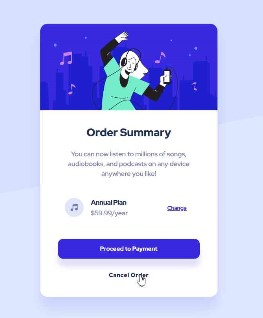 Order Summary
You can now listen to millions of songs,
audiobooks, and podcasts on any device
anywhere you like!
Annual Plan
$59.99/year
Change
Proceed to Payment
Cancel Order